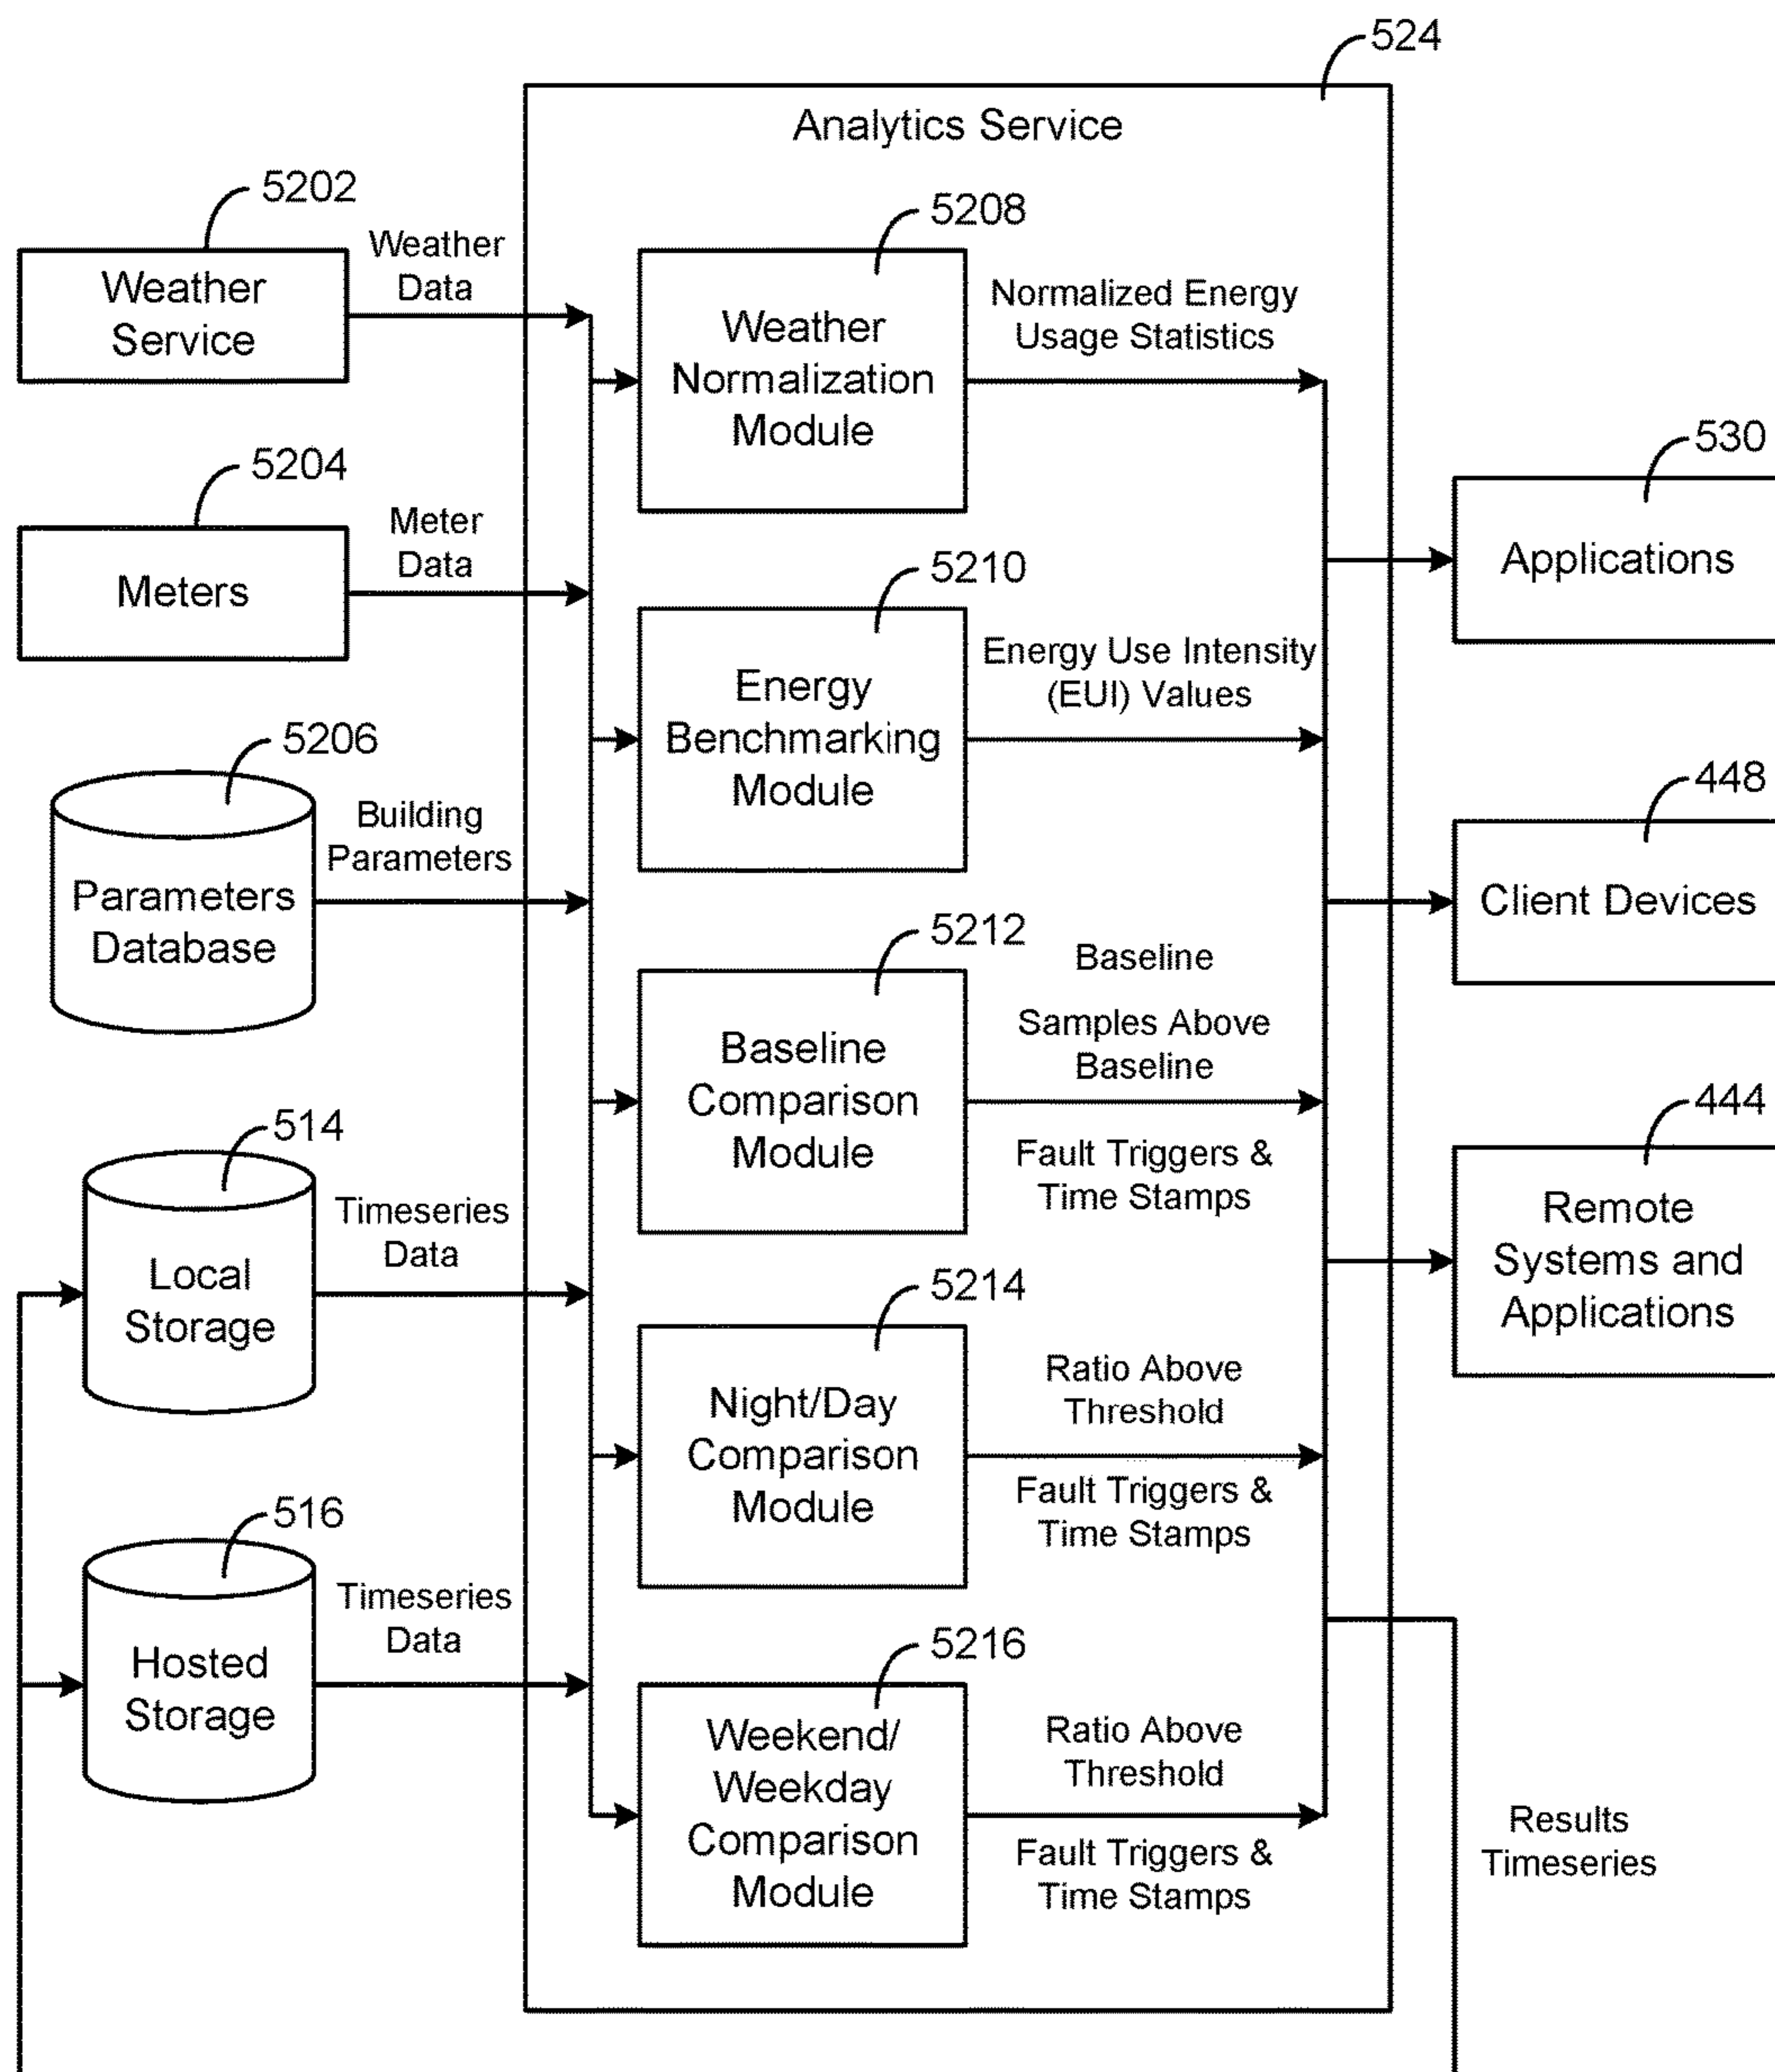 524
Analytics Service
5202
Weather
Service
Weather
Data
5204
Meters
Meter
Data
5206
Parameters
Database
Building
Parameters
514
Local
Storage
Timeseries
Data
516
Hosted
Storage
Timeseries
Data
5208
Weather
Normalization
Module
Normalized Energy
Usage Statistics
5210
Energy
Benchmarking
Module
Energy Use Intensity
(EUI) Values
5212
Baseline
Comparison
Module
Baseline
Samples Above
Baseline
Fault Triggers &
Time Stamps
5214
Night/Day
Comparison
Module
Ratio Above
Threshold
Fault Triggers &
Time Stamps
5216
Weekend/
Weekday
Comparison
Module
Ratio Above
Threshold
Fault Triggers &
Time Stamps
530
Applications
448
Client Devices
444
Remote
Systems and
Applications
Results
Timeseries